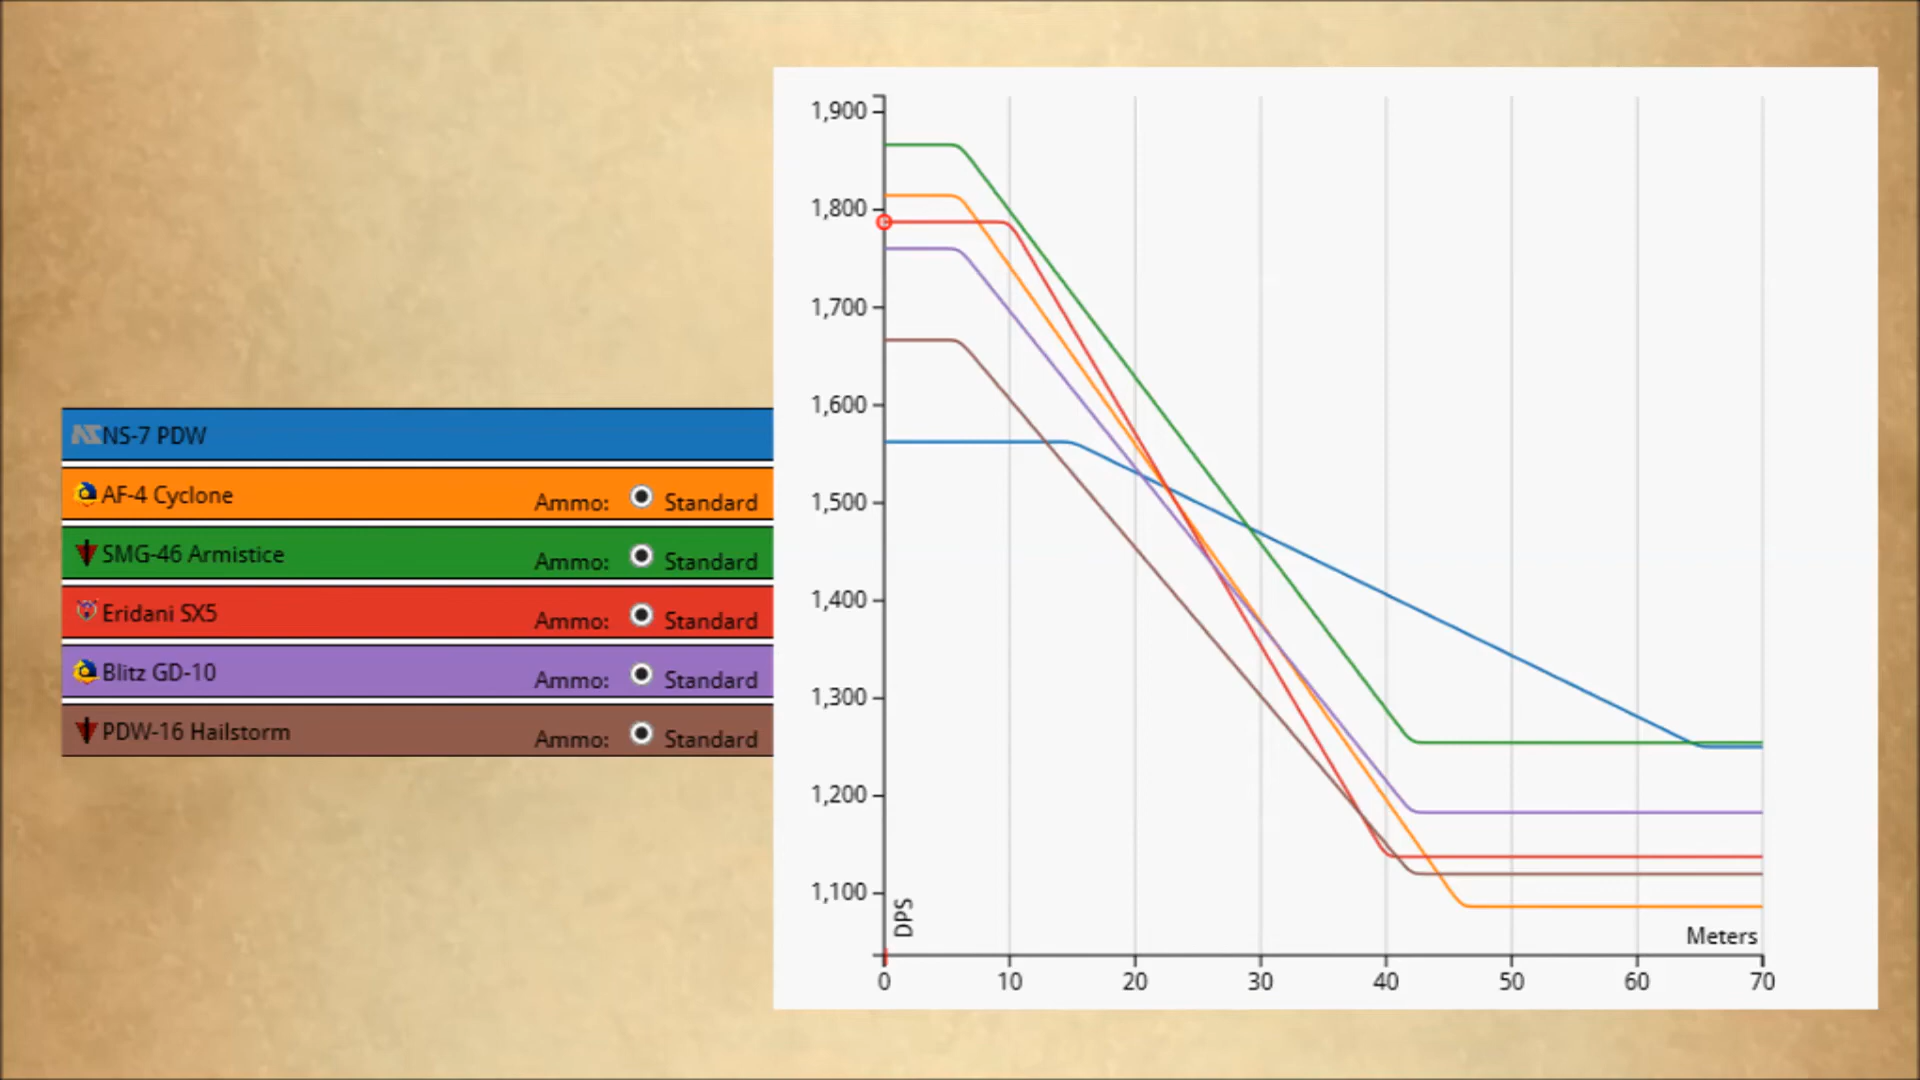 NS-7 PDW
AF-4 Cyclone Ammo: Standard
SMG-46 Armistice Ammo: Standard
Eridani SX5 Ammo: Standard
Blitz GD-10 Ammo: Standard
PDW-16 Hailstorm Ammo: Standard
1,900
1,800
1,700
1,600
1,500
1,400
1,300
1,200
1,100
DPS
Meters
0 10 20 30 40 50 60 70